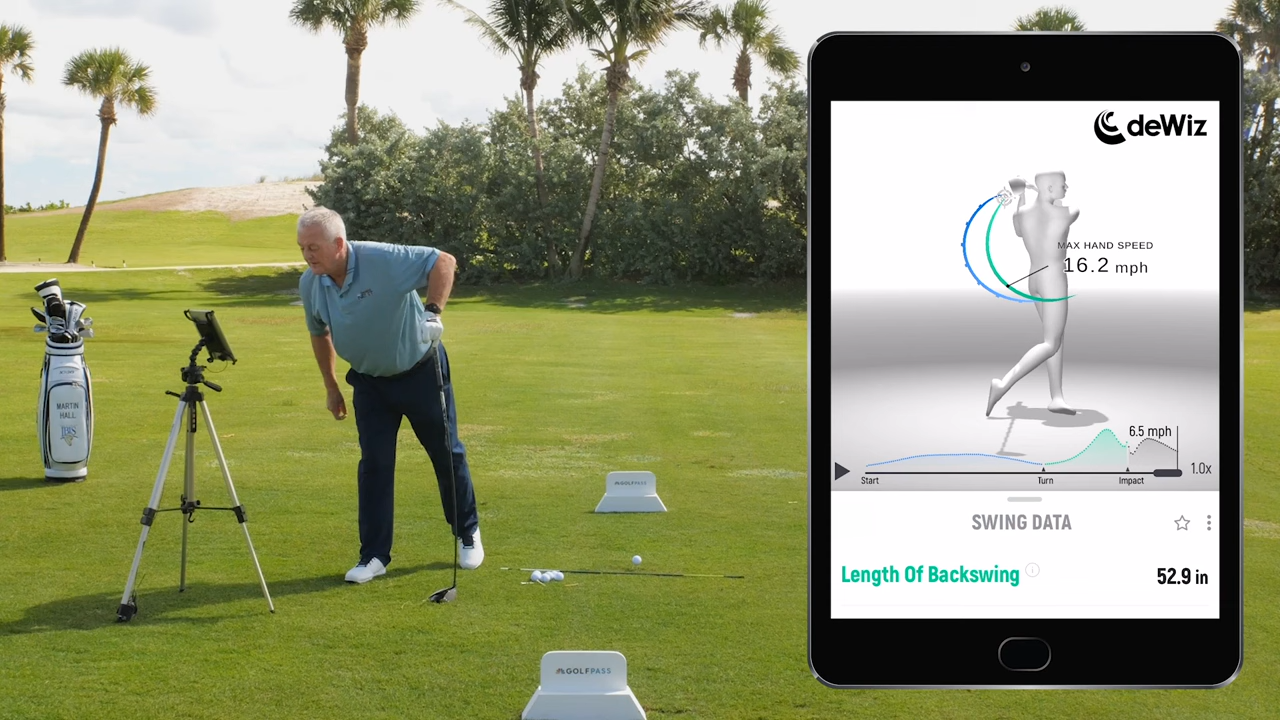 MARTIN
HALL
GOLFPASS
GOLFPASS
deWiz
MAX HAND SPEED
16.2 mph
6.5 mph
1.0x
Start
Turn
Impact
SWING DATA
Length Of Backswing
52.9 in